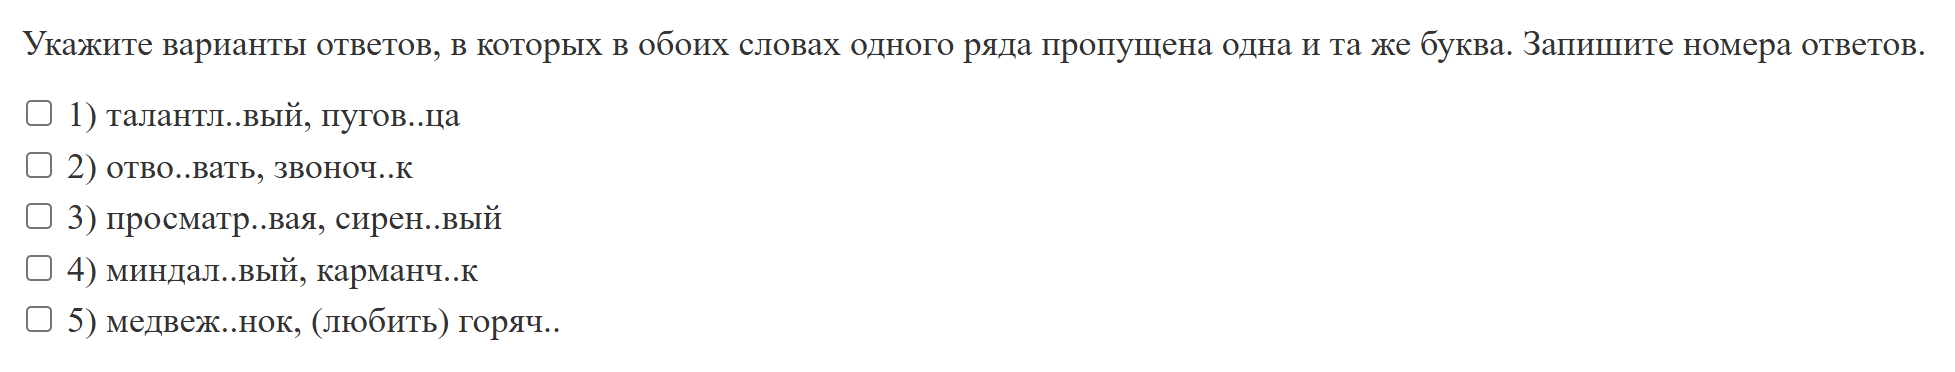 Укажите варианты ответов, в которых в обоих словах одного ряда пропущена одна и та же буква. Запишите номера ответов.
1) талантл..вый, пугов..ца
2) отво..вать, звоноч..к
3) просматр..вая, сирен..вый
4) миндал..вый, карманч..к
5) медвеж..нок, (любить) горяч..